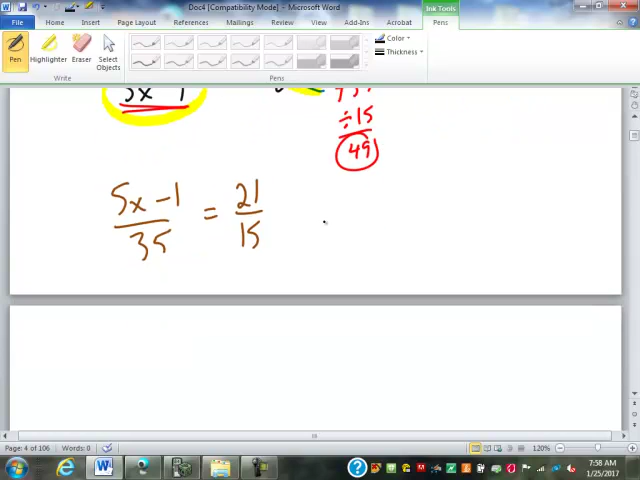 Doc4 [Compatibility Mode] - Microsoft Word
Ink Tools
File Home Insert Page Layout References Mailings Review View Add-Ins Acrobat Pens
Pen
Highlighter
Eraser
Select Objects
Color
Thickness
Write
Pens
÷15
49
5x-1
35
=
21
15
Page: 4 of 106 Words: 0
120%
7:58 AM
1/25/2017